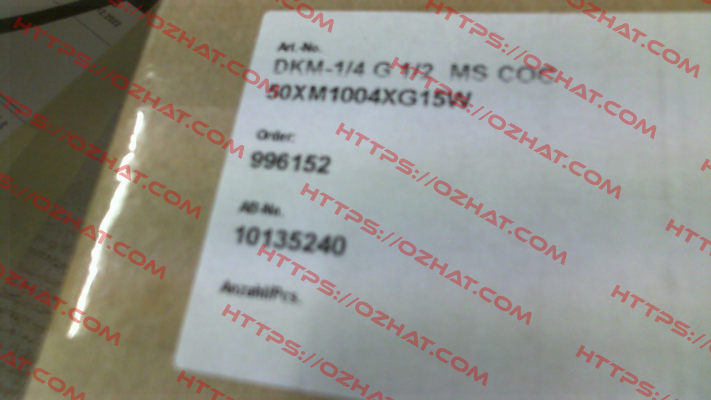 Art.-No.
DKM-1/4 G 1/2 MS COC
50XM1004XG15W
Order:
996152
AB-No.
10135240
Anzahl/Pcs.
HTTPS://OZHAT.COM